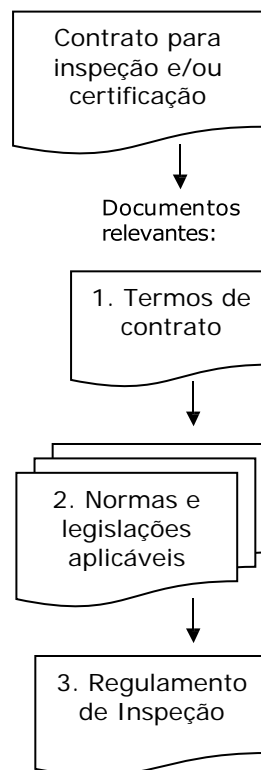 Contrato para
inspeção e/ou
certificação
Documentos
relevantes:
1. Termos de
contrato
2. Normas e
legislações
aplicáveis
3. Regulamento
de Inspeção